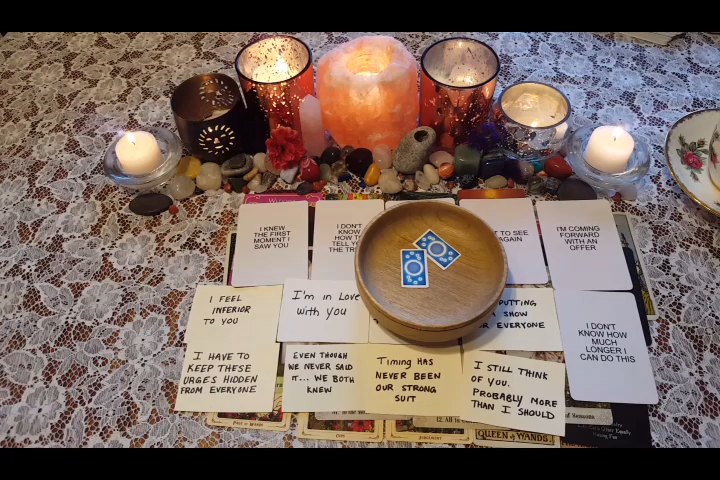 I KNEW
THE FIRST
MOMENT I
SAW YOU
I DON'T
KNOW
HOW TO
TELL Y
THE TR
TO SEE
AGAIN
I'M COMING
FORWARD
WITH AN
OFFER
I FEEL
INFERIOR
TO YOU
I'm in Love
with You
PUTTING
SHOW
EVERYONE
I DON'T
KNOW HOW
MUCH
LONGER I
CAN DO THIS
I HAVE TO
KEEP THESE
URGES HIDDEN
FROM EVERYONE
EVEN THOUGH
WE NEVER SAID
IT... WE BOTH
KNEW
TIMING HAS
NEVER BEEN
OUR STRONG
SUIT
I STILL THINK
OF YOU.
PROBABLY MORE
THAN I SHOULD
QUEEN OF WANDS